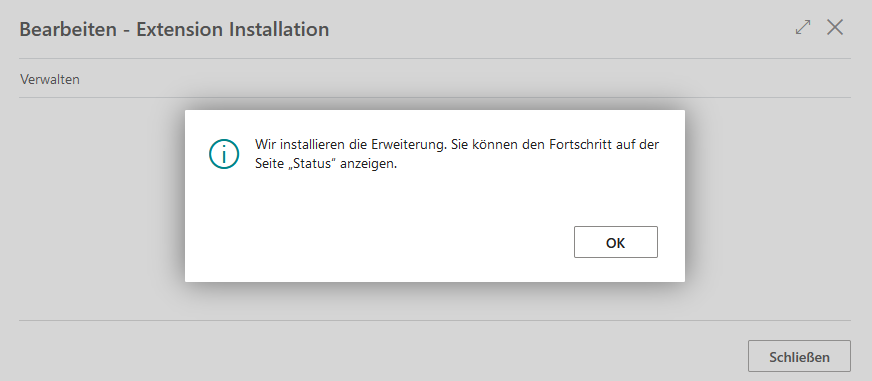 Bearbeiten - Extension Installation
Verwalten
Wir installieren die Erweiterung. Sie können den Fortschritt auf der
Seite „Status“ anzeigen.
OK
Schließen